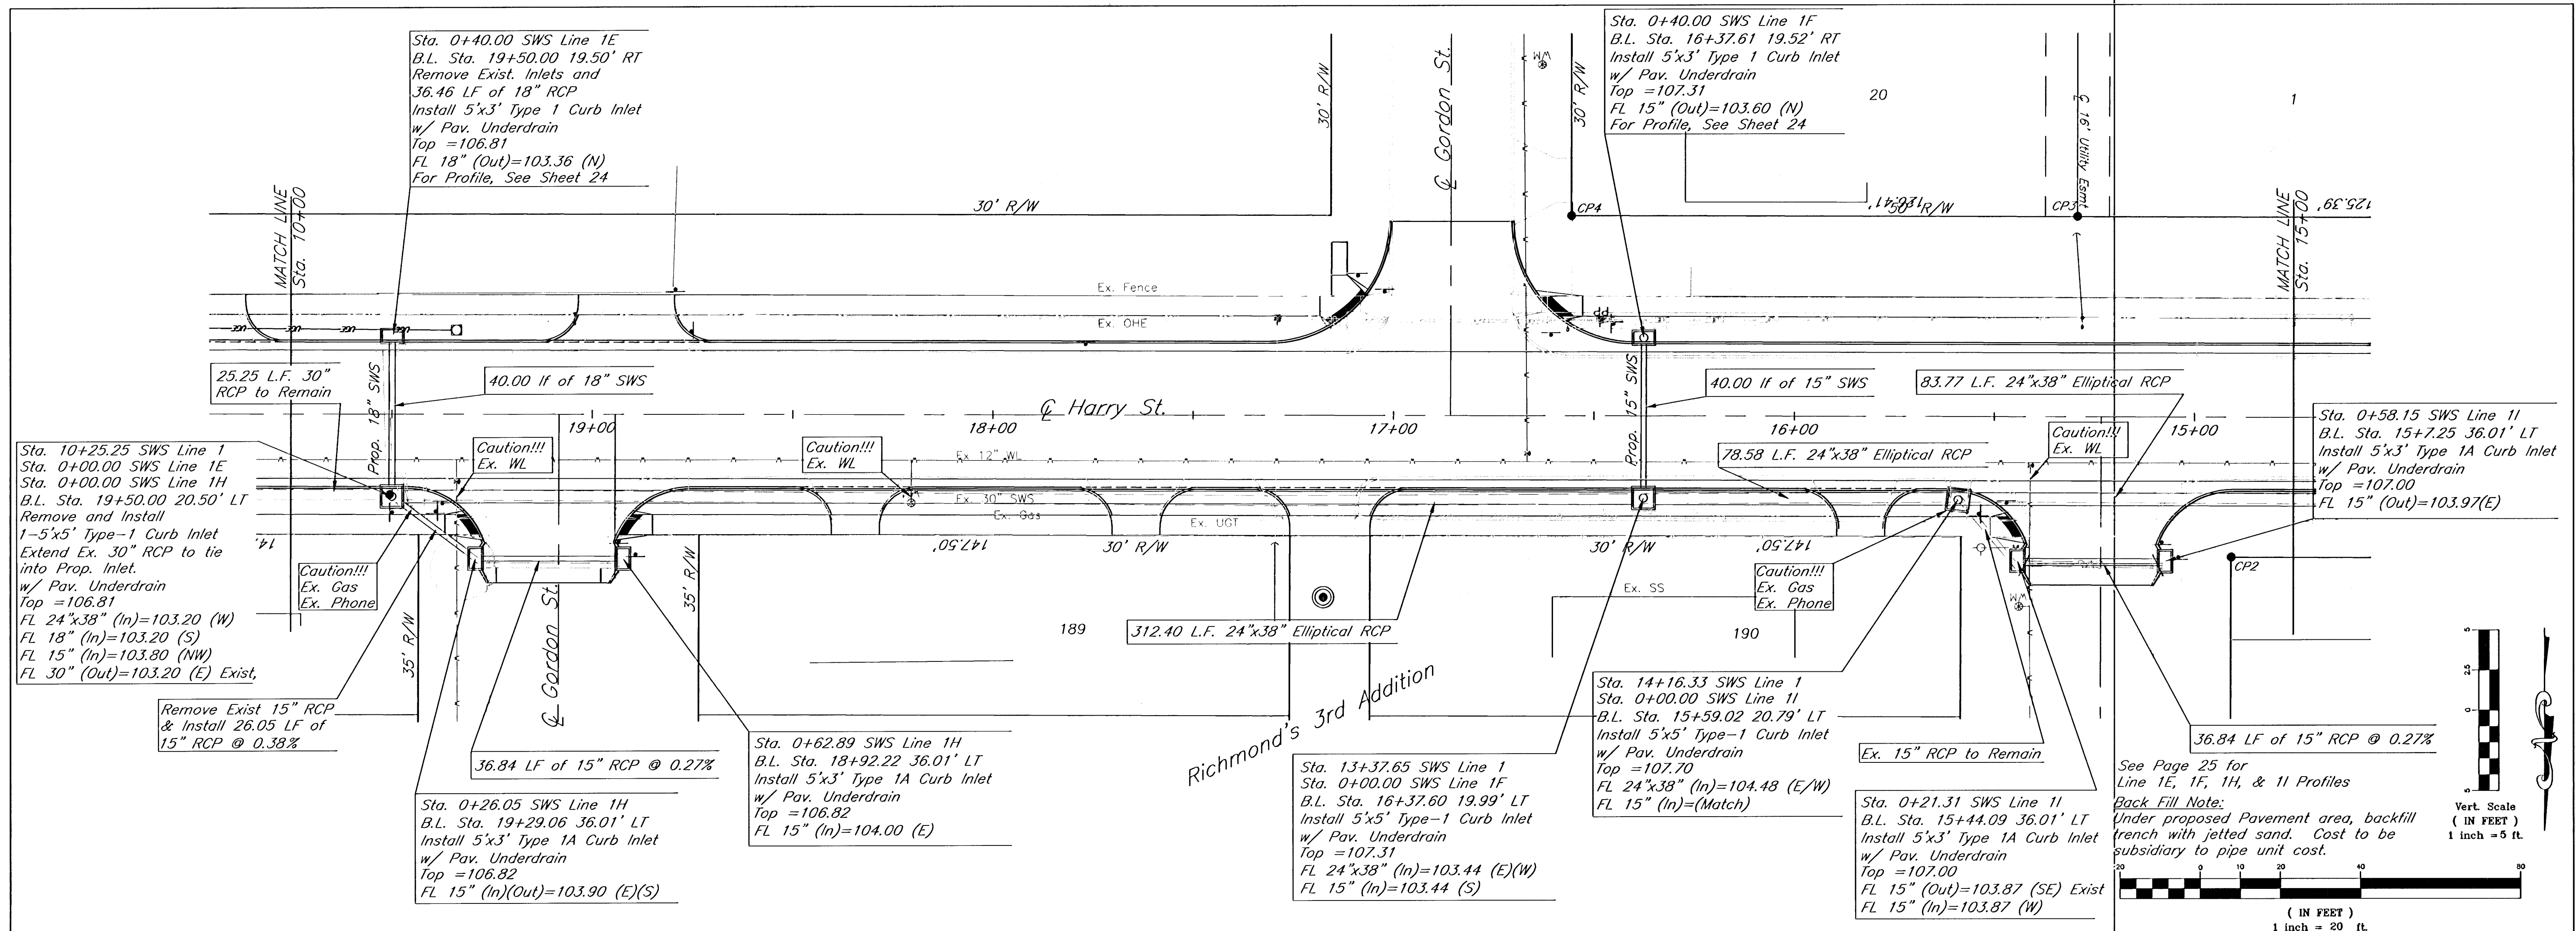 Sta. 0+40.00 SWS Line 1E
B.L. Sta. 19+50.00 19.50' RT
Remove Exist. Inlets and
36.46 LF of 18" RCP
Install 5'x3' Type 1 Curb Inlet
w/ Pav. Underdrain
Top =106.81
FL 18" (Out)=103.36 (N)
For Profile, See Sheet 24
Sta. 0+40.00 SWS Line 1F
B.L. Sta. 16+37.61 19.52' RT
Install 5'x3' Type 1 Curb Inlet
w/ Pav. Underdrain
Top =107.31
FL 15" (Out)=103.60 (N)
For Profile, See Sheet 24
30' R/W
℄ Gordon St.
WM
30' R/W
20
℄ 16' Utility Esmt
1
MATCH LINE
Sta. 10+00
30' R/W
CP4
126.41'
50' R/W
CP3
125.39'
MATCH LINE
Sta. 15+00
Ex. Fence
Ex. OHE
UGE UGE UGE UGE
PP
25.25 L.F. 30"
RCP to Remain
Prop. 18" SWS
40.00 lf of 18" SWS
Prop. 15" SWS
40.00 lf of 15" SWS
83.77 L.F. 24"x38" Elliptical RCP
℄ Harry St.
19+00
18+00
17+00
16+00
15+00
Sta. 10+25.25 SWS Line 1
Sta. 0+00.00 SWS Line 1E
Sta. 0+00.00 SWS Line 1H
B.L. Sta. 19+50.00 20.50' LT
Remove and Install
1-5'x5' Type-1 Curb Inlet
Extend Ex. 30" RCP to tie
into Prop. Inlet.
w/ Pav. Underdrain
Top =106.81
FL 24"x38" (In)=103.20 (W)
FL 18" (In)=103.20 (S)
FL 15" (In)=103.80 (NW)
FL 30" (Out)=103.20 (E) Exist,
Caution!!!
Ex. WL
Caution!!!
Ex. WL
Ex 12" WL
78.58 L.F. 24"x38" Elliptical RCP
Caution!!!
Ex. WL
Sta. 0+58.15 SWS Line 1I
B.L. Sta. 15+7.25 36.01' LT
Install 5'x3' Type 1A Curb Inlet
w/ Pav. Underdrain
Top =107.00
FL 15" (Out)=103.97(E)
Ex. 30" SWS
Ex. Gas
Ex. UGT
14.
147.50'
30' R/W
30' R/W
147.50'
Caution!!!
Ex. Gas
Ex. Phone
35' R/W
℄ Gordon St.
35' R/W
Caution!!!
Ex. Gas
Ex. Phone
Ex. SS
WM
CP2
189
312.40 L.F. 24"x38" Elliptical RCP
190
Richmond's 3rd Addition
Remove Exist 15" RCP
& Install 26.05 LF of
15" RCP @ 0.38%
36.84 LF of 15" RCP @ 0.27%
Sta. 0+26.05 SWS Line 1H
B.L. Sta. 19+29.06 36.01' LT
Install 5'x3' Type 1A Curb Inlet
w/ Pav. Underdrain
Top =106.82
FL 15" (In)(Out)=103.90 (E)(S)
Sta. 0+62.89 SWS Line 1H
B.L. Sta. 18+92.22 36.01' LT
Install 5'x3' Type 1A Curb Inlet
w/ Pav. Underdrain
Top =106.82
FL 15" (In)=104.00 (E)
Sta. 13+37.65 SWS Line 1
Sta. 0+00.00 SWS Line 1F
B.L. Sta. 16+37.60 19.99' LT
Install 5'x5' Type-1 Curb Inlet
w/ Pav. Underdrain
Top =107.31
FL 24"x38" (In)=103.44 (E)(W)
FL 15" (In)=103.44 (S)
Sta. 14+16.33 SWS Line 1
Sta. 0+00.00 SWS Line 1I
B.L. Sta. 15+59.02 20.79' LT
Install 5'x5' Type-1 Curb Inlet
w/ Pav. Underdrain
Top =107.70
FL 24"x38" (In)=104.48 (E/W)
FL 15" (In)=(Match)
Ex. 15" RCP to Remain
Sta. 0+21.31 SWS Line 1I
B.L. Sta. 15+44.09 36.01' LT
Install 5'x3' Type 1A Curb Inlet
w/ Pav. Underdrain
Top =107.00
FL 15" (Out)=103.87 (SE) Exist
FL 15" (In)=103.87 (W)
36.84 LF of 15" RCP @ 0.27%
See Page 25 for
Line 1E, 1F, 1H, & 1I Profiles
Back Fill Note:
Under proposed Pavement area, backfill
trench with jetted sand. Cost to be
subsidiary to pipe unit cost.
5 2.5 0 5
Vert. Scale
( IN FEET )
1 inch = 5 ft.
20 0 20 40 80
( IN FEET )
1 inch = 20 ft.